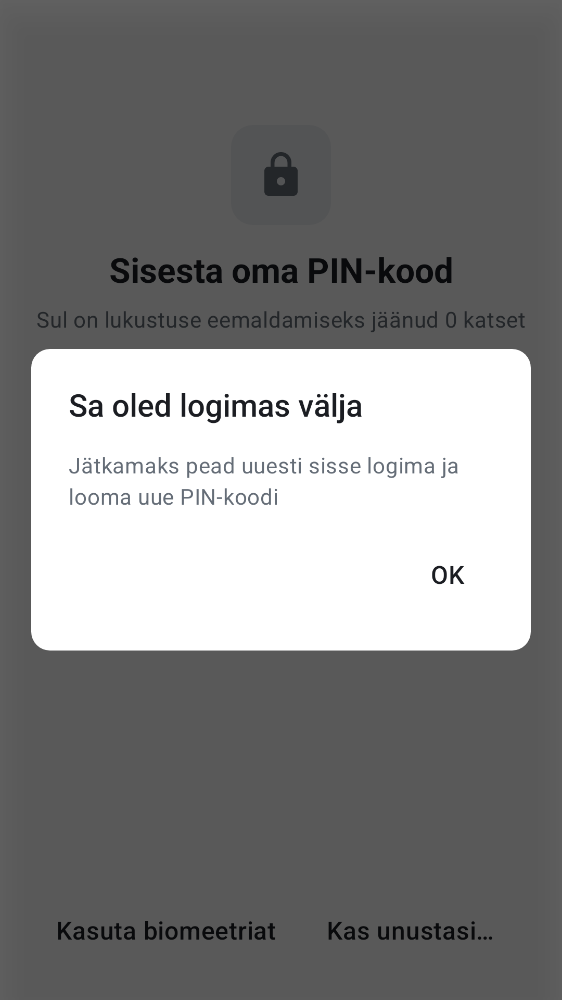 Sisesta oma PIN-kood
Sul on lukustuse eemaldamiseks jäänud 0 katset
Sa oled logimas välja
Jätkamaks pead uuesti sisse logima ja
looma uue PIN-koodi
OK
Kasuta biomeetriat
Kas unustasi…